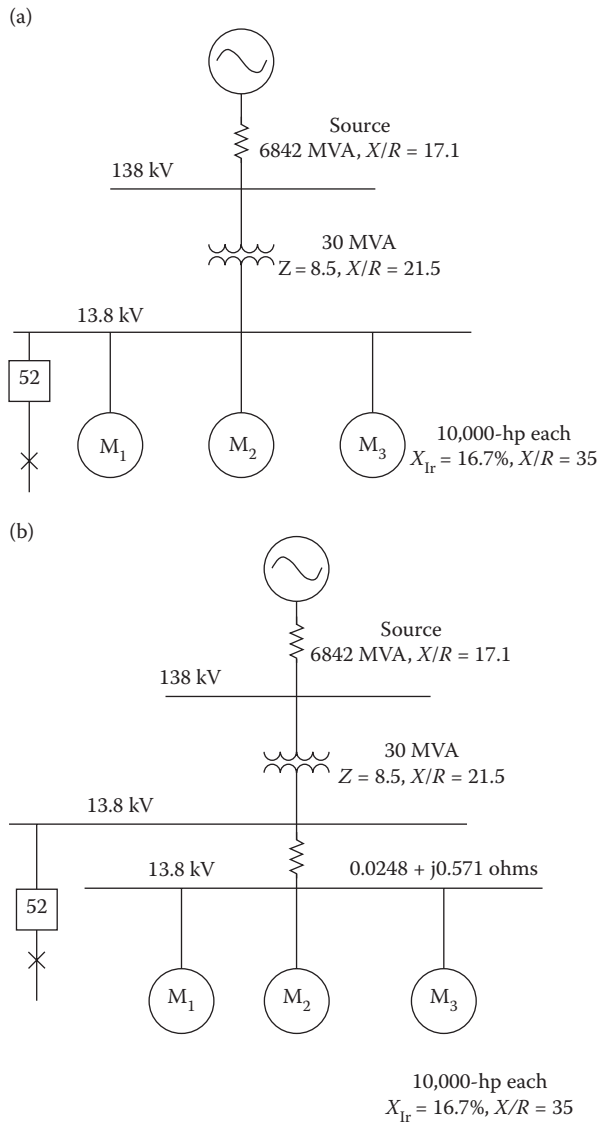 (a)
Source
6842 MVA, X/R = 17.1
138 kV
30 MVA
Z = 8.5, X/R = 21.5
13.8 kV
52
M₁
M₂
M₃
10,000-hp each
X_Ir = 16.7%, X/R = 35
(b)
Source
6842 MVA, X/R = 17.1
138 kV
30 MVA
Z = 8.5, X/R = 21.5
13.8 kV
13.8 kV
0.0248 + j0.571 ohms
52
M₁
M₂
M₃
10,000-hp each
X_Ir = 16.7%, X/R = 35